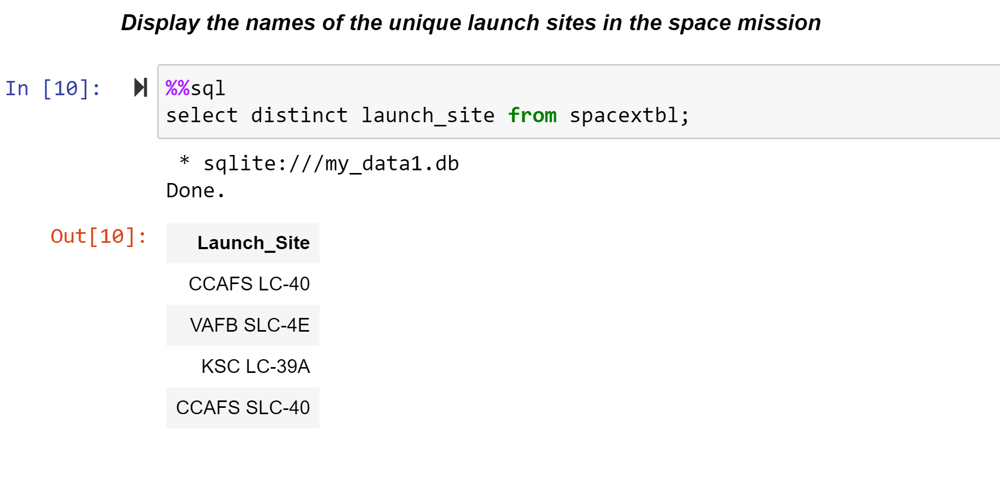 Display the names of the unique launch sites in the space mission
In [10]:
%%sql
select distinct launch_site from spacextbl;
* sqlite:///my_data1.db
Done.
Out[10]:
Launch_Site
CCAFS LC-40
VAFB SLC-4E
KSC LC-39A
CCAFS SLC-40